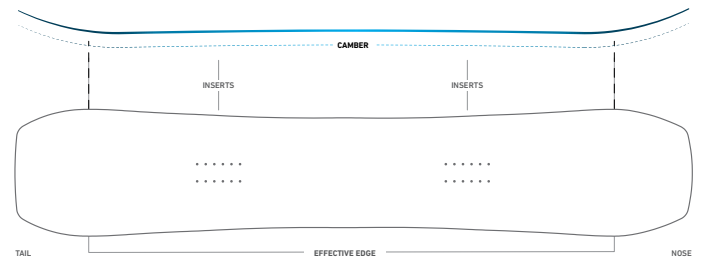 CAMBER
INSERTS
INSERTS
TAIL
EFFECTIVE EDGE
NOSE